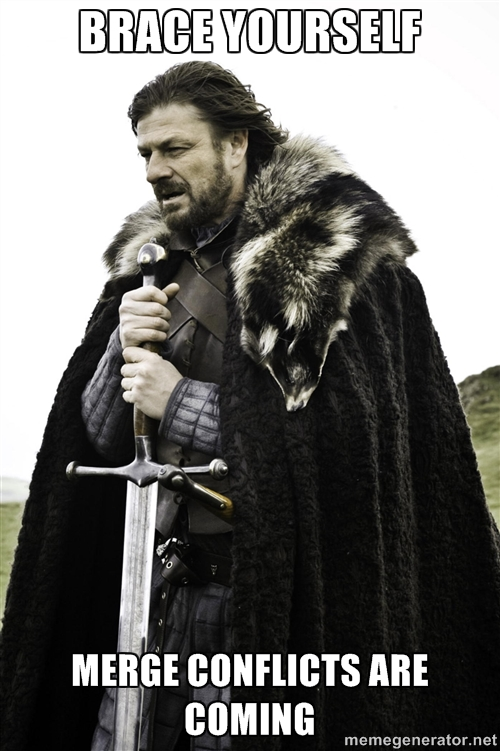 BRACE YOURSELF
MERGE CONFLICTS ARE
COMING
memegenerator.net